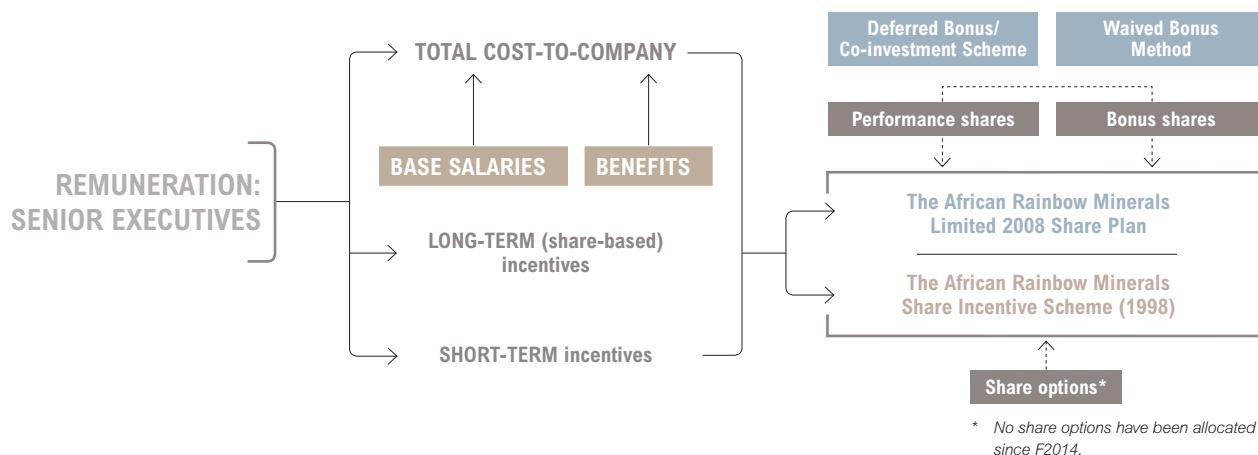 REMUNERATION:
SENIOR EXECUTIVES
TOTAL COST-TO-COMPANY
BASE SALARIES
BENEFITS
LONG-TERM (share-based)
incentives
SHORT-TERM incentives
Deferred Bonus/
Co-investment Scheme
Waived Bonus
Method
Performance shares
Bonus shares
The African Rainbow Minerals
Limited 2008 Share Plan
The African Rainbow Minerals
Share Incentive Scheme (1998)
Share options*
* No share options have been allocated
since F2014.